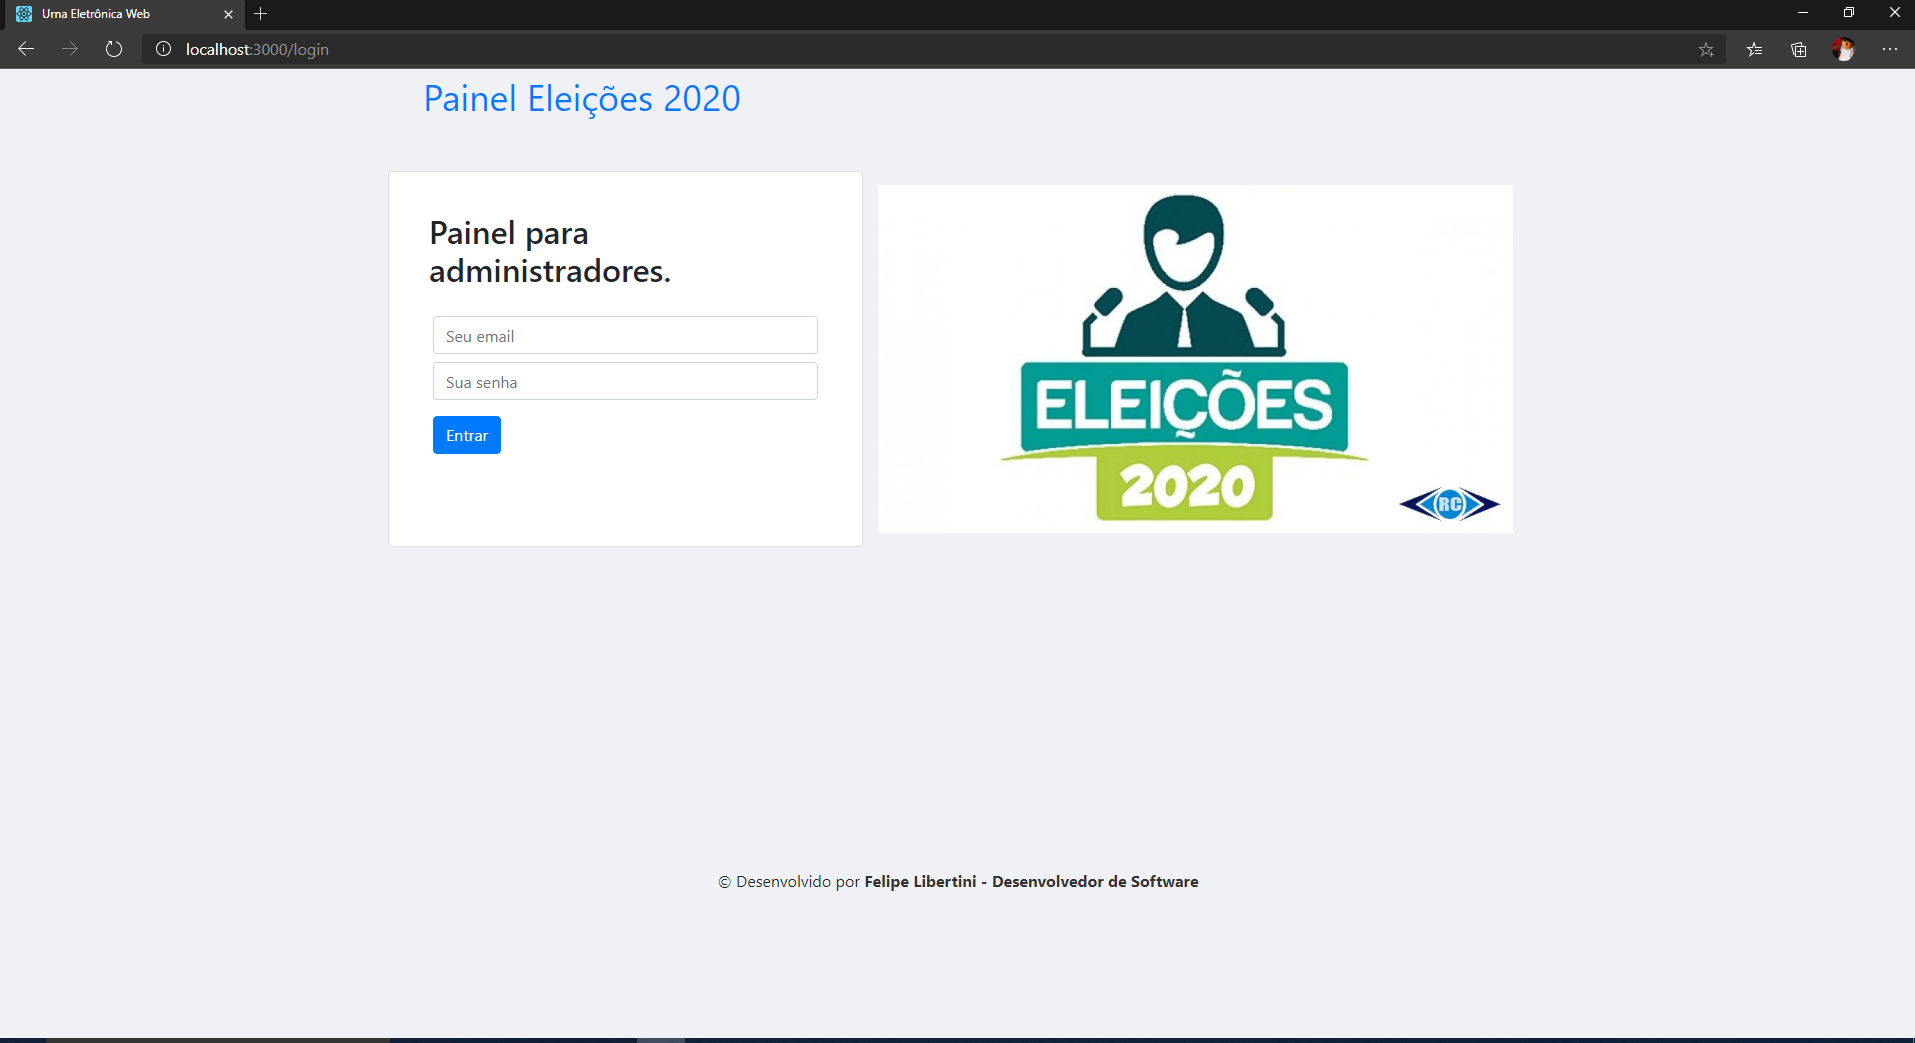 Urna Eletrônica Web
localhost:3000/login
Painel Eleições 2020
Painel para
administradores.
Seu email
Sua senha
Entrar
ELEIÇÕES
2020
RC
© Desenvolvido por Felipe Libertini - Desenvolvedor de Software